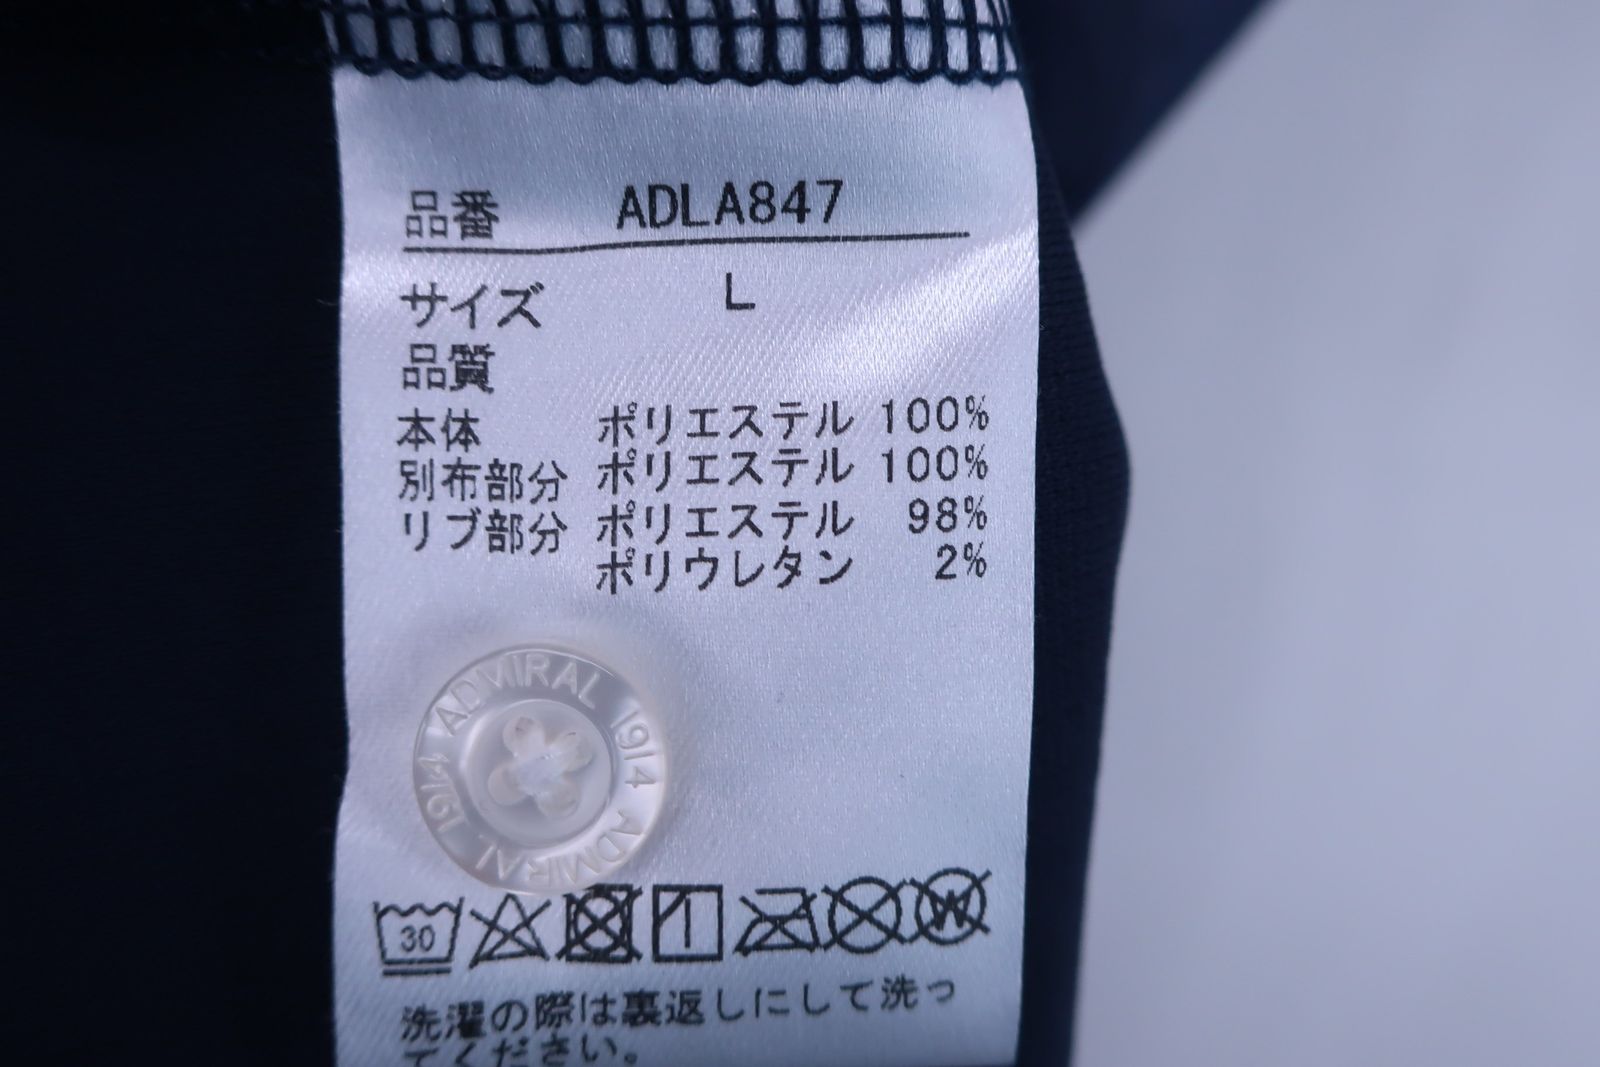 品番 ADLA847
サイズ L
品質
本体 ポリエステル 100%
別布部分 ポリエステル 100%
リブ部分 ポリエステル 98%
ポリウレタン 2%
ADMIRAL 1914 ADMIRAL 1914
30
W
洗濯の際は裏返しにして洗っ
てください。